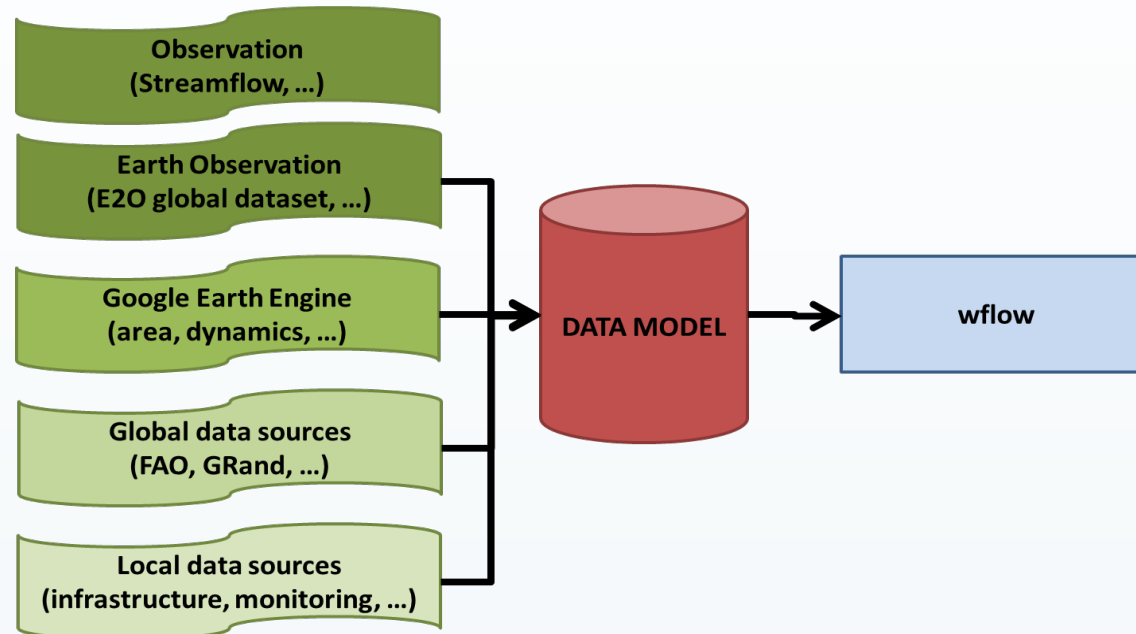 Observation
(Streamflow, ...)
Earth Observation
(E2O global dataset, ...)
Google Earth Engine
(area, dynamics, ...)
Global data sources
(FAO, GRand, ...)
Local data sources
(infrastructure, monitoring, ...)
DATA MODEL
wflow